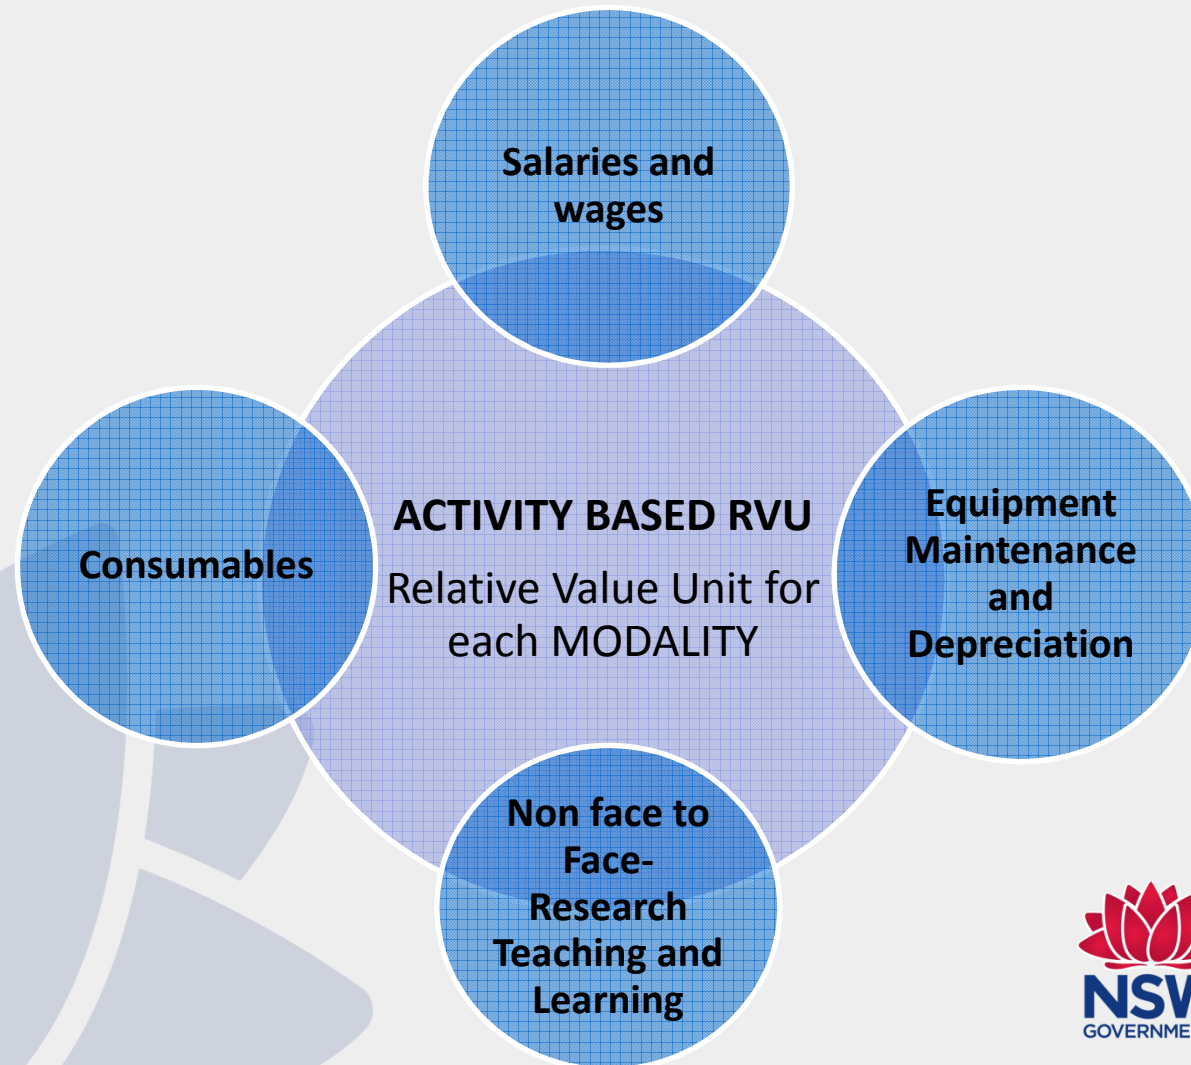 Salaries and
wages
ACTIVITY BASED RVU
Relative Value Unit for
each MODALITY
Consumables
Equipment
Maintenance
and
Depreciation
Non face to
Face-
Research
Teaching and
Learning
NSW
GOVERNME